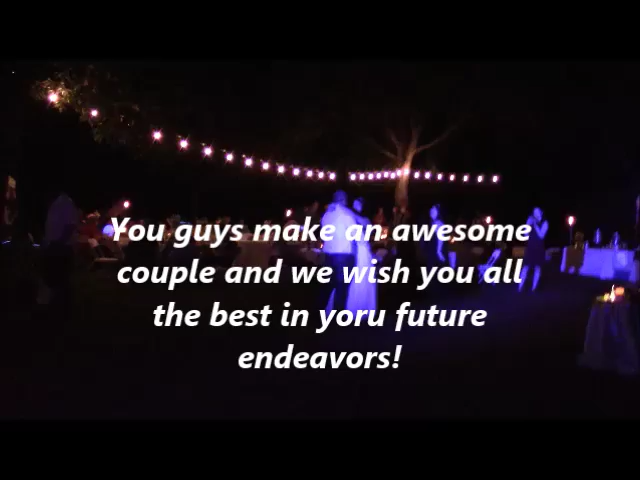 You guys make an awesome
couple and we wish you all
the best in yoru future
endeavors!